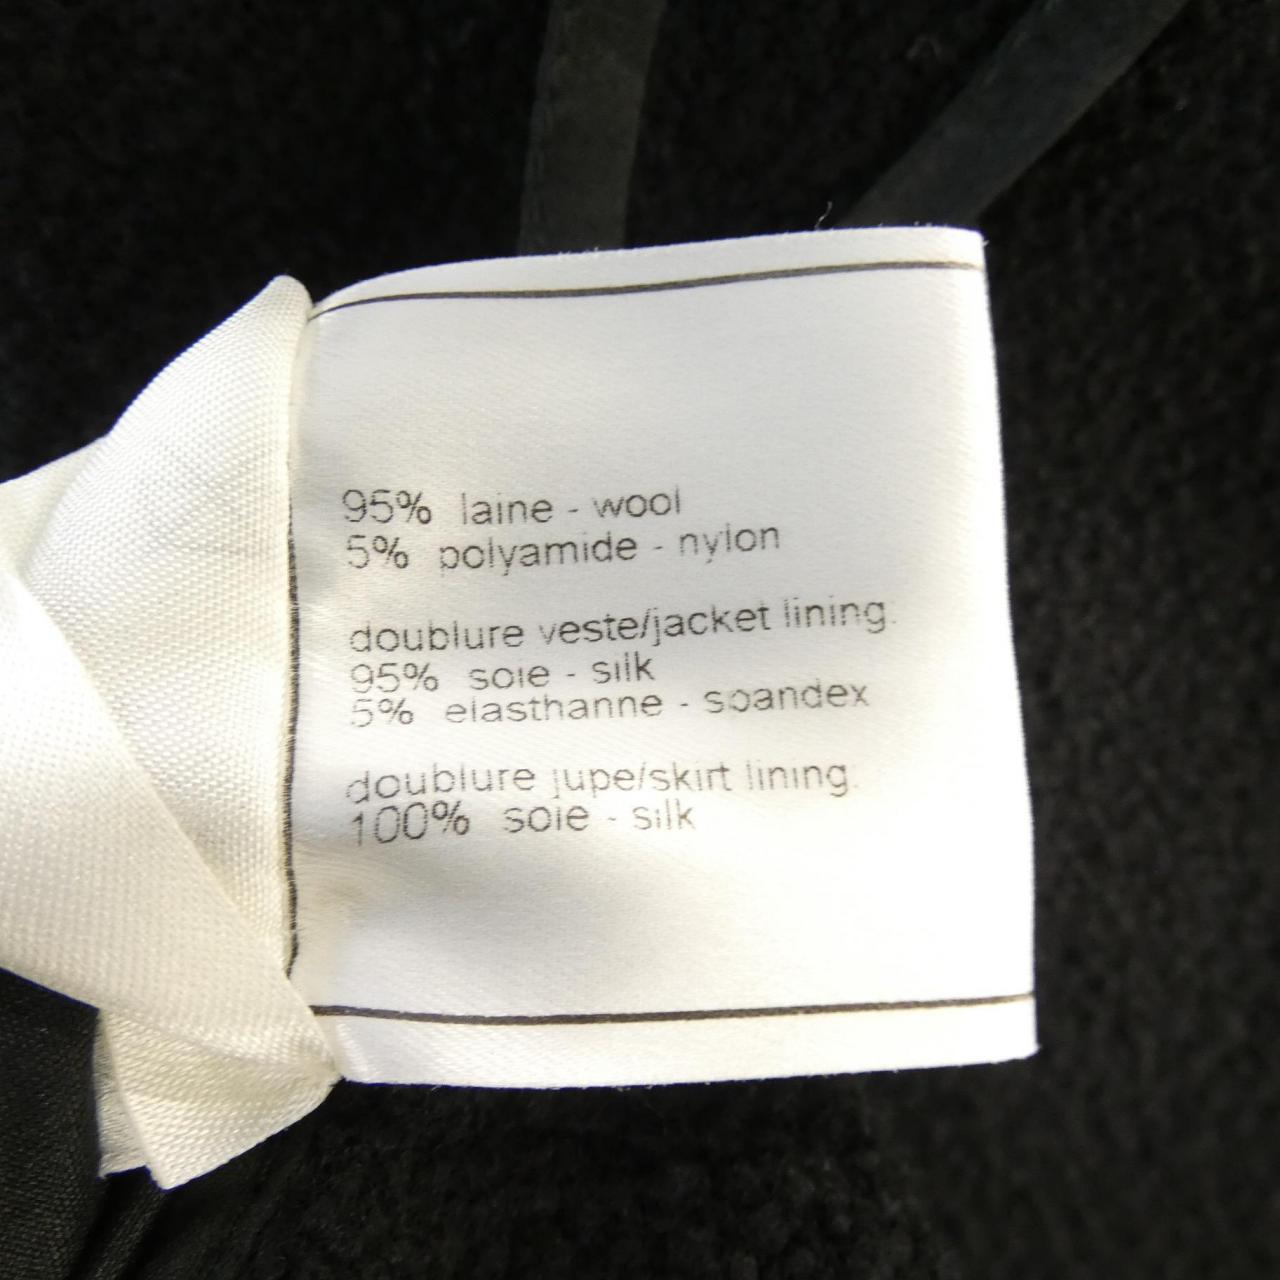 95% laine - wool
5% polyamide - nylon
doublure veste/jacket lining:
95% soie - silk
5% elasthanne - spandex
doublure jupe/skirt lining:
100% soie - silk